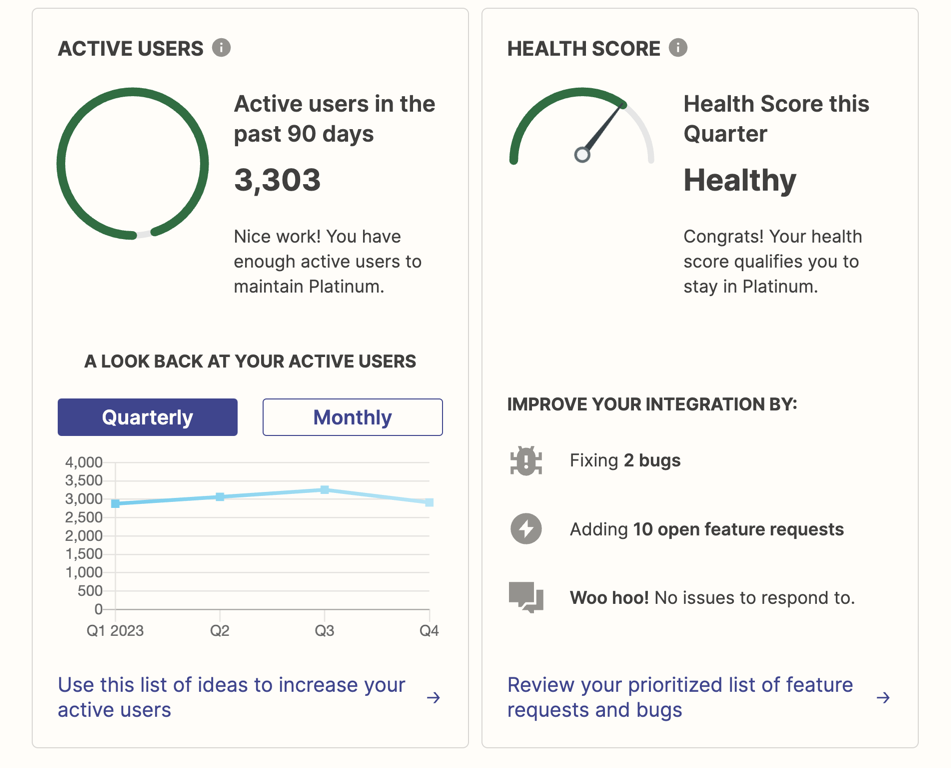 ACTIVE USERS
Active users in the
past 90 days
3,303
Nice work! You have
enough active users to
maintain Platinum.
A LOOK BACK AT YOUR ACTIVE USERS
Quarterly
Monthly
4,000
3,500
3,000
2,500
2,000
1,500
1,000
500
0
Q1 2023
Q2
Q3
Q4
Use this list of ideas to increase your
active users
→
HEALTH SCORE
Health Score this
Quarter
Healthy
Congrats! Your health
score qualifies you to
stay in Platinum.
IMPROVE YOUR INTEGRATION BY:
Fixing 2 bugs
Adding 10 open feature requests
Woo hoo! No issues to respond to.
Review your prioritized list of feature
requests and bugs
→